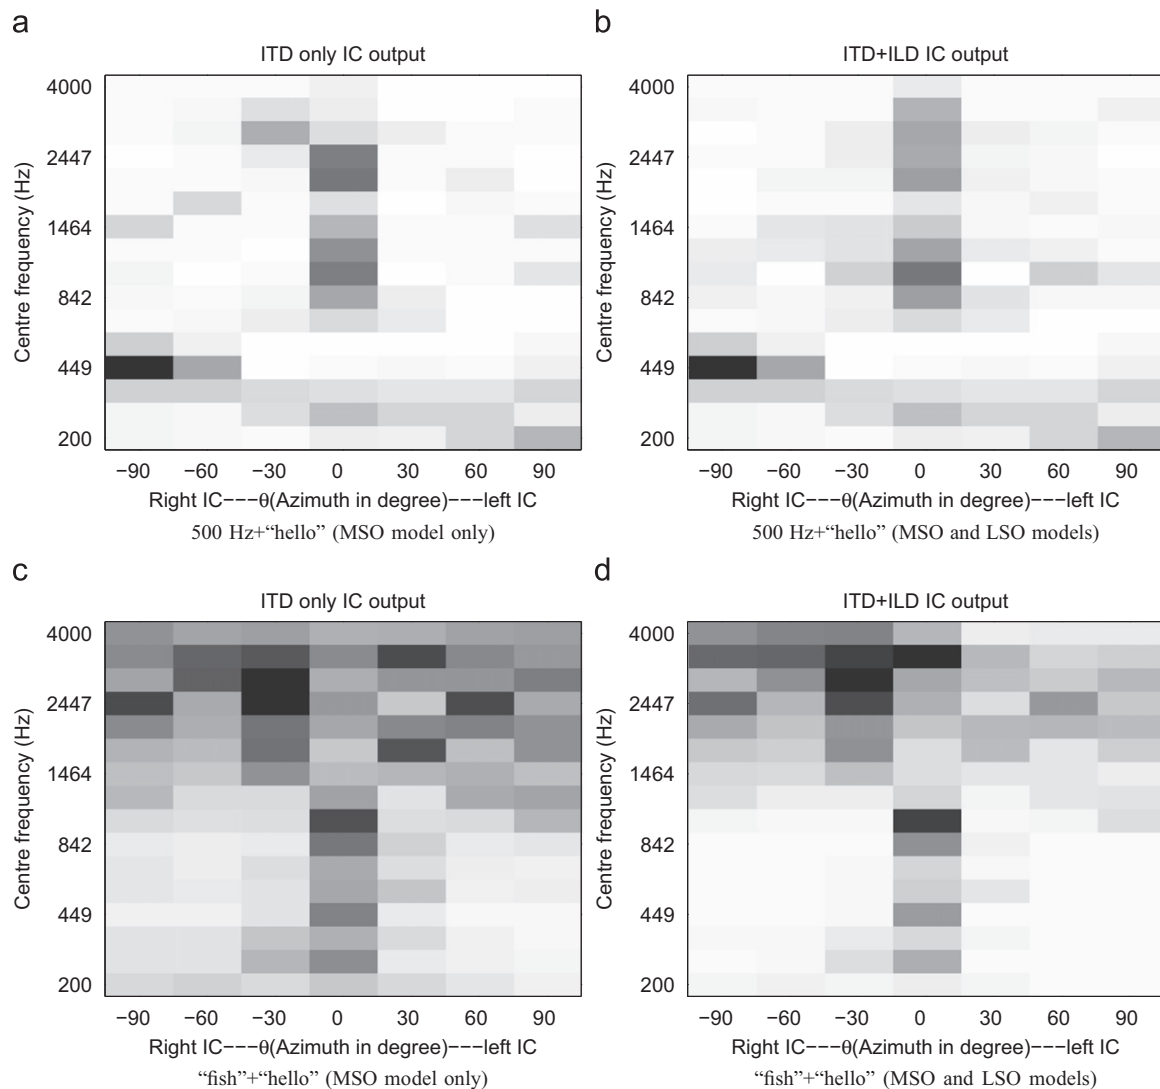 a
ITD only IC output
4000
2447
1464
842
449
200
Centre frequency (Hz)
−90 −60 −30 0 30 60 90
Right IC−−−θ(Azimuth in degree)−−−left IC
500 Hz+“hello” (MSO model only)
b
ITD+ILD IC output
4000
2447
1464
842
449
200
Centre frequency (Hz)
−90 −60 −30 0 30 60 90
Right IC−−−θ(Azimuth in degree)−−−left IC
500 Hz+“hello” (MSO and LSO models)
c
ITD only IC output
4000
2447
1464
842
449
200
Centre frequency (Hz)
−90 −60 −30 0 30 60 90
Right IC−−−θ(Azimuth in degree)−−−left IC
“fish”+“hello” (MSO model only)
d
ITD+ILD IC output
4000
2447
1464
842
449
200
Centre frequency (Hz)
−90 −60 −30 0 30 60 90
Right IC−−−θ(Azimuth in degree)−−−left IC
“fish”+“hello” (MSO and LSO models)